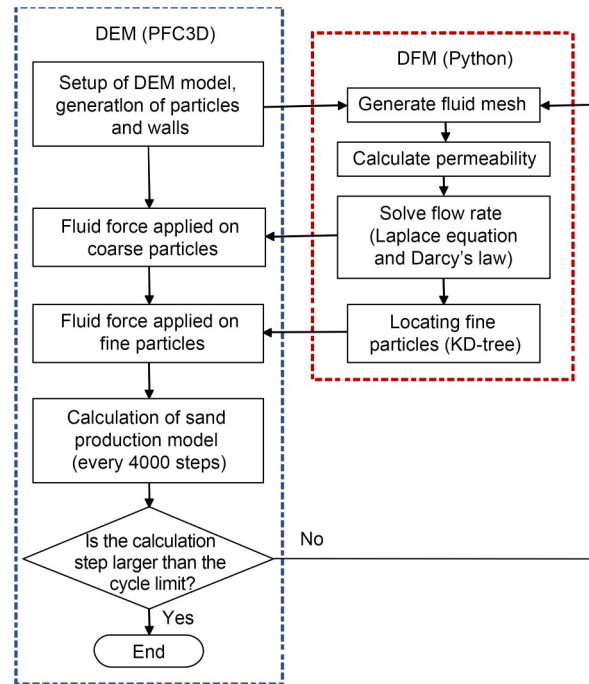 DEM (PFC3D)
Setup of DEM model,
generation of particles
and walls
Fluid force applied on
coarse particles
Fluid force applied on
fine particles
Calculation of sand
production model
(every 4000 steps)
Is the calculation
step larger than the
cycle limit?
No
Yes
End
DFM (Python)
Generate fluid mesh
Calculate permeability
Solve flow rate
(Laplace equation
and Darcy's law)
Locating fine
particles (KD-tree)